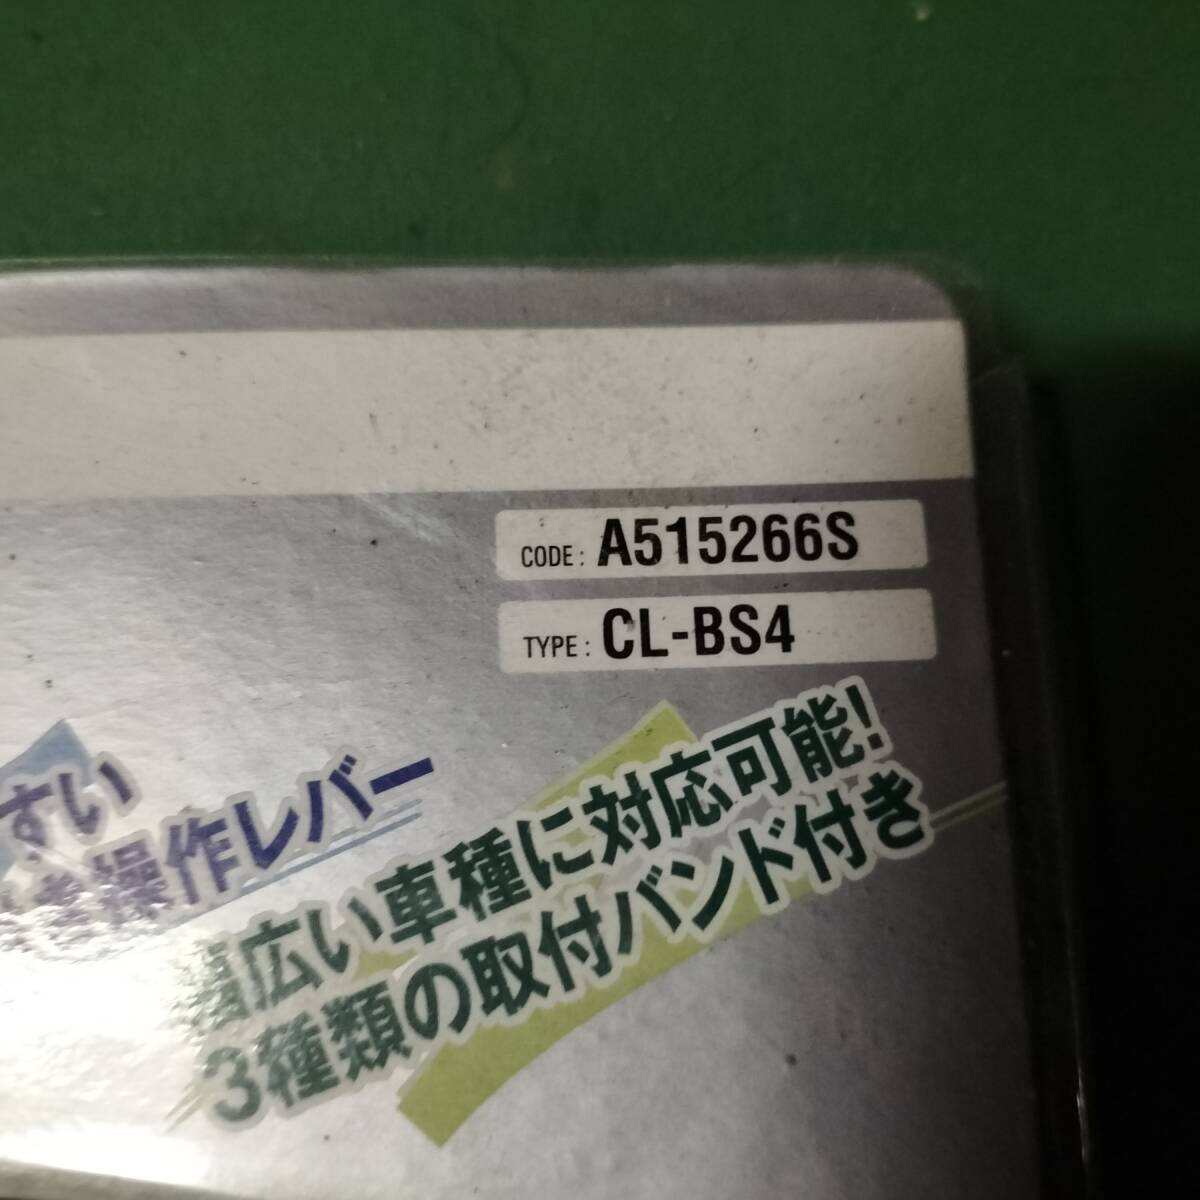 CODE: A515266S
TYPE: CL-BS4
すい
操作レバー
幅広い車種に対応可能!
3種類の取付バンド付き